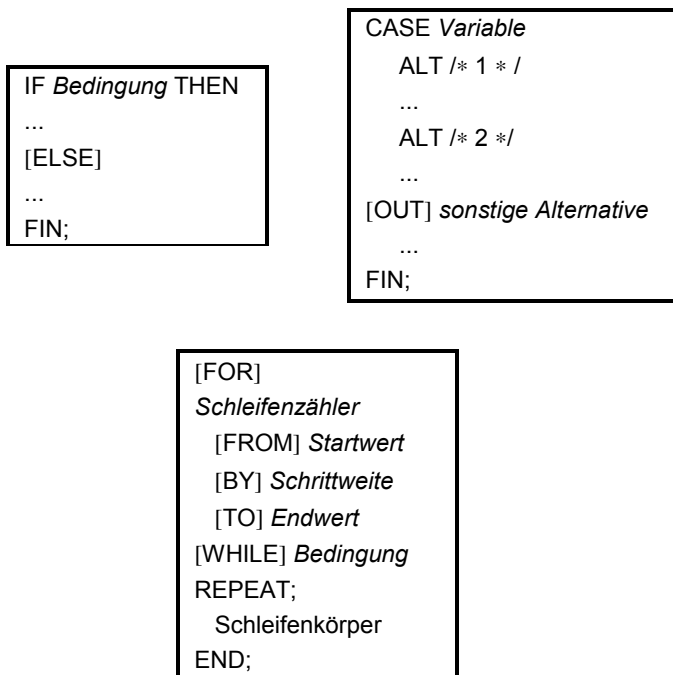 IF Bedingung THEN
...
[ELSE]
...
FIN;
CASE Variable
ALT /∗ 1 ∗ /
...
ALT /∗ 2 ∗/
...
[OUT] sonstige Alternative
...
FIN;
[FOR]
Schleifenzähler
[FROM] Startwert
[BY] Schrittweite
[TO] Endwert
[WHILE] Bedingung
REPEAT;
Schleifenkörper
END;